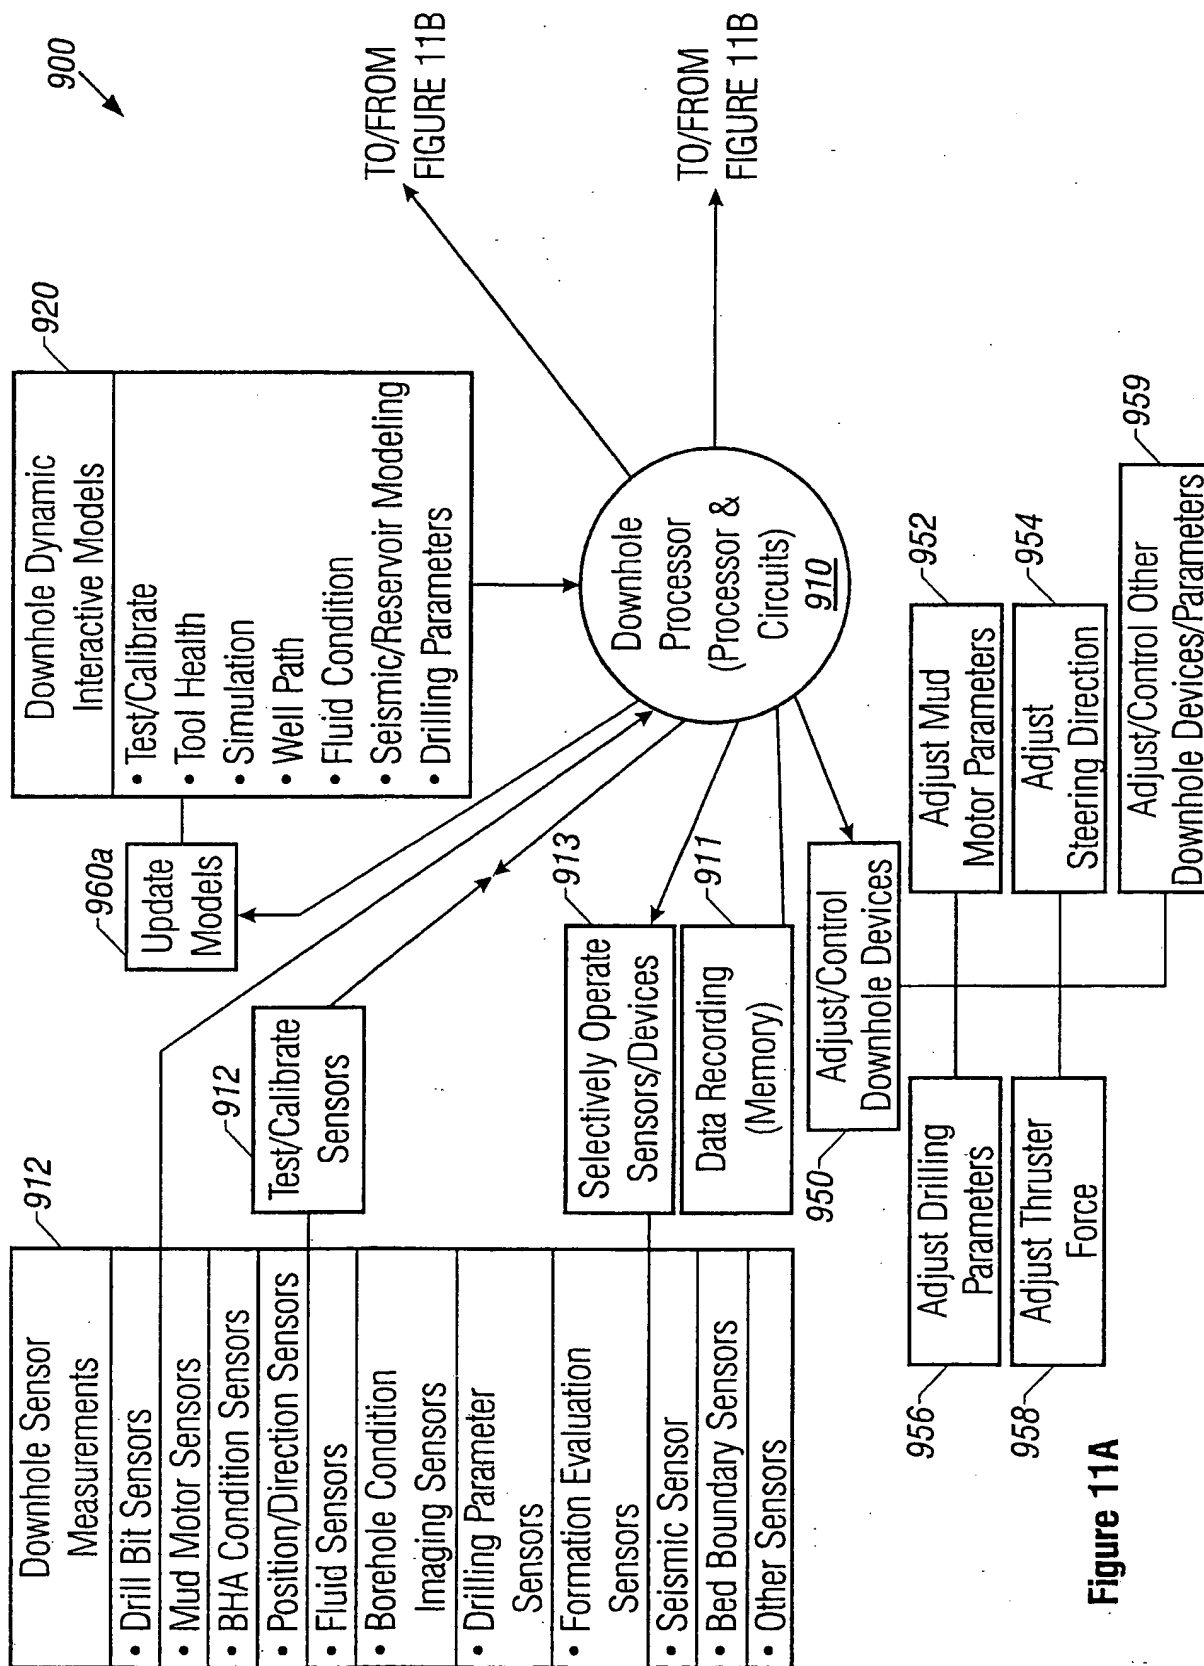 900
Downhole Sensor
Measurements
912
• Drill Bit Sensors
• Mud Motor Sensors
• BHA Condition Sensors
• Position/Direction Sensors
• Fluid Sensors
• Borehole Condition
Imaging Sensors
• Drilling Parameter
Sensors
• Formation Evaluation
Sensors
• Seismic Sensor
• Bed Boundary Sensors
• Other Sensors
960a
Update
Models
Downhole Dynamic
Interactive Models
920
• Test/Calibrate
• Tool Health
• Simulation
• Well Path
• Fluid Condition
• Seismic/Reservoir Modeling
• Drilling Parameters
912
Test/Calibrate
Sensors
TO/FROM
FIGURE 11B
913
Selectively Operate
Sensors/Devices
911
Data Recording
(Memory)
Downhole
Processor
(Processor &
Circuits)
910
TO/FROM
FIGURE 11B
950
Adjust/Control
Downhole Devices
956
Adjust Drilling
Parameters
Adjust Mud
Motor Parameters
952
958
Adjust Thruster
Force
Adjust
Steering Direction
954
Adjust/Control Other
Downhole Devices/Parameters
959
Figure 11A